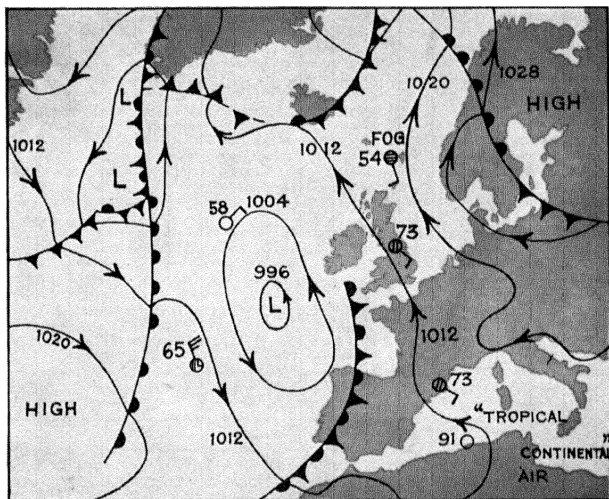 1028
HIGH
1020
L
1012
1012
FOG
54
L
58
1004
73
996
L
1020
65
1012
73
HIGH
1012
"TROPICAL
91
CONTINENTAL"
AIR